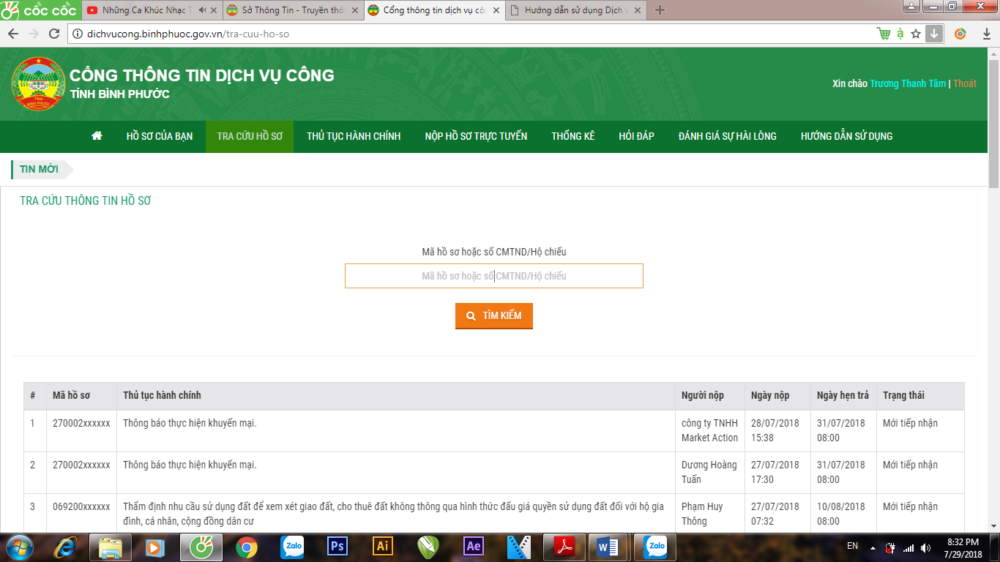 cốc cốc
Những Ca Khúc Nhạc T
Sở Thông Tin - Truyền thô
Cổng thông tin dịch vụ cô
Hướng dẫn sử dụng Dịch v
dichvucong.binhphuoc.gov.vn/tra-cuu-ho-so
CỔNG THÔNG TIN DỊCH VỤ CÔNG
TỈNH BÌNH PHƯỚC
Xin chào Trương Thanh Tâm | Thoát
HỒ SƠ CỦA BẠN TRA CỨU HỒ SƠ THỦ TỤC HÀNH CHÍNH NỘP HỒ SƠ TRỰC TUYẾN THỐNG KÊ HỎI ĐÁP ĐÁNH GIÁ SỰ HÀI LÒNG HƯỚNG DẪN SỬ DỤNG
TIN MỚI
TRA CỨU THÔNG TIN HỒ SƠ
Mã hồ sơ hoặc số CMTND/Hộ chiếu
Mã hồ sơ hoặc số CMTND/Hộ chiếu
TÌM KIẾM
# Mã hồ sơ Thủ tục hành chính Người nộp Ngày nộp Ngày hẹn trả Trạng thái
1 270002xxxxxx Thông báo thực hiện khuyến mại. công ty TNHH 28/07/2018 31/07/2018 Mới tiếp nhận
Market Action 15:38 08:00
2 270002xxxxxx Thông báo thực hiện khuyến mại. Dương Hoàng 27/07/2018 31/07/2018 Mới tiếp nhận
Tuấn 17:30 08:00
3 069200xxxxxx Thẩm định nhu cầu sử dụng đất để xem xét giao đất, cho thuê đất không thông qua hình thức đấu giá quyền sử dụng đất đối với hộ gia Phạm Huy 27/07/2018 10/08/2018 Mới tiếp nhận
đình, cá nhân, cộng đồng dân cư Thông 07:32 08:00
Zalo Ps Ai Ae W Zalo
EN
8:32 PM
7/29/2018